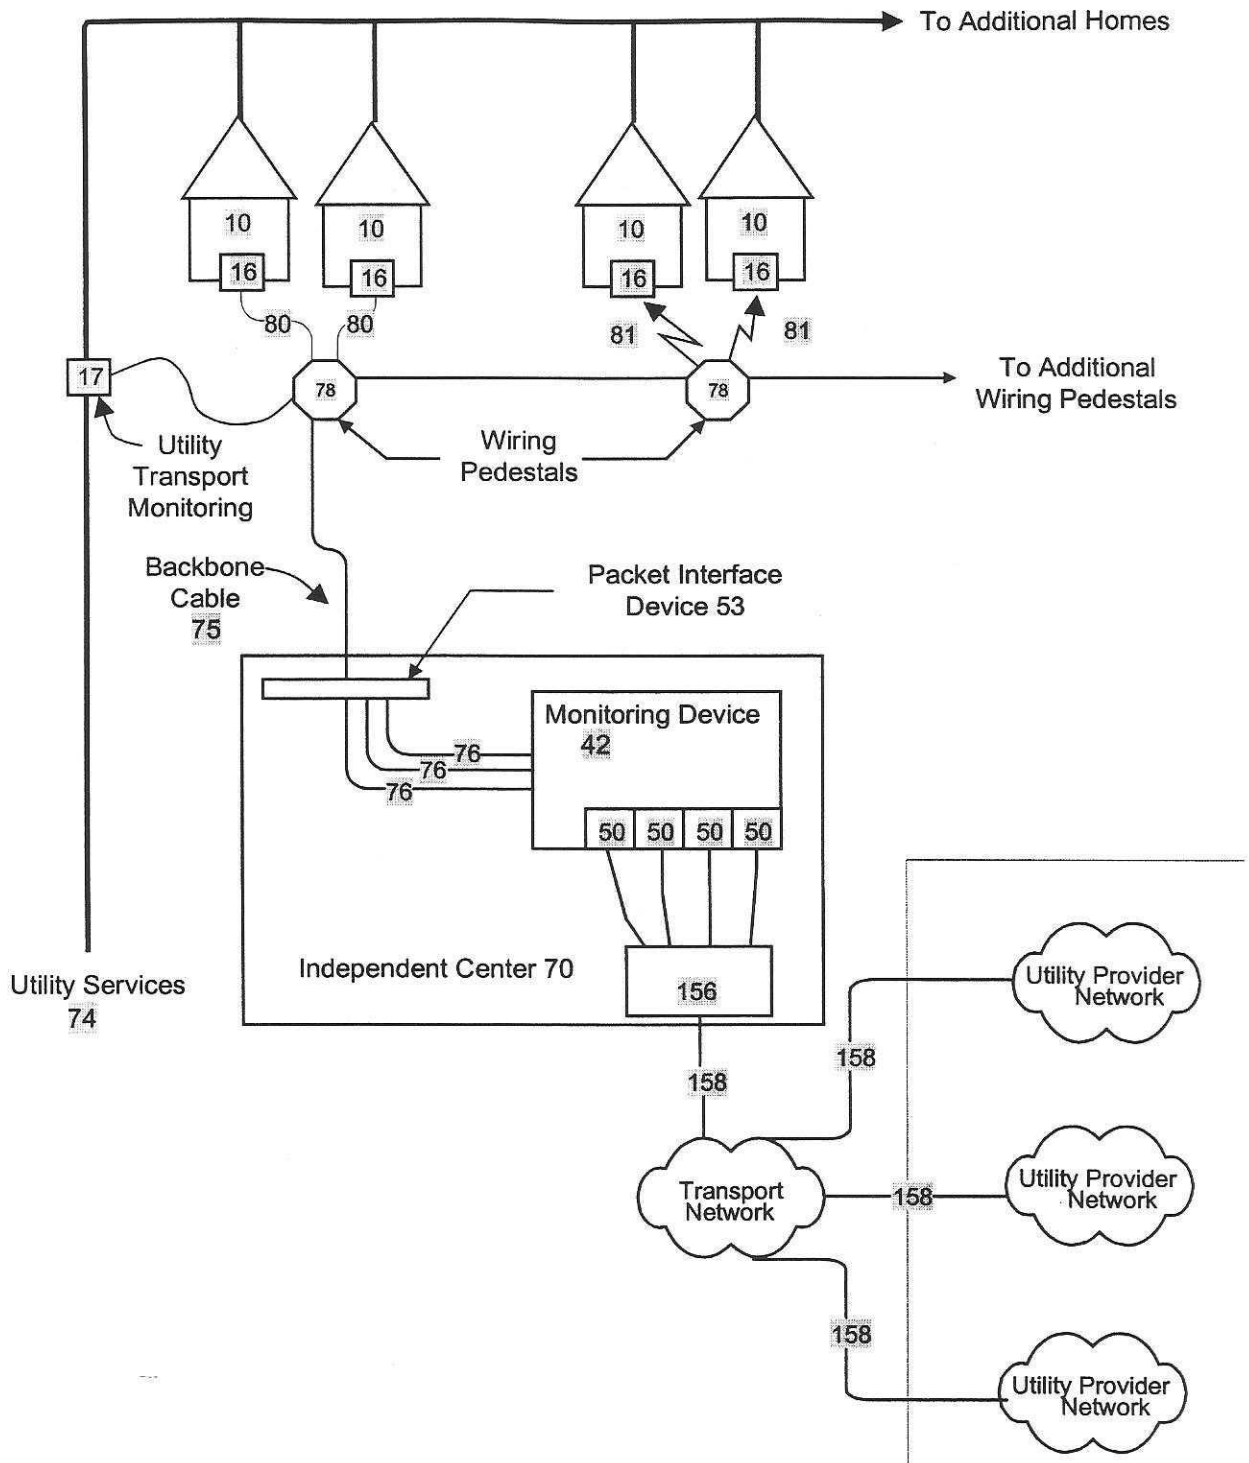 To Additional Homes
10
10
10
10
16
16
16
16
80
80
81
81
17
78
78
To Additional
Wiring Pedestals
Utility
Transport
Monitoring
Wiring
Pedestals
Backbone
Cable
75
Packet Interface
Device 53
Monitoring Device
42
76
76
76
50
50
50
50
Independent Center 70
156
Utility Services
74
Utility Provider
Network
158
158
Transport
Network
158
Utility Provider
Network
158
Utility Provider
Network